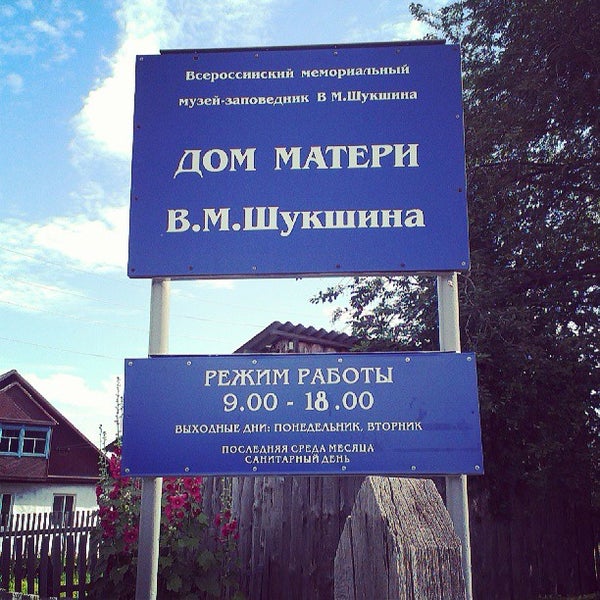 Всероссийский мемориальный
музей-заповедник В М.Шукшина
ДОМ МАТЕРИ
В.М.Шукшина
РЕЖИМ РАБОТЫ
9.00 - 18.00
ВЫХОДНЫЕ ДНИ: ПОНЕДЕЛЬНИК, ВТОРНИК
ПОСЛЕДНЯЯ СРЕДА МЕСЯЦА
САНИТАРНЫЙ ДЕНЬ